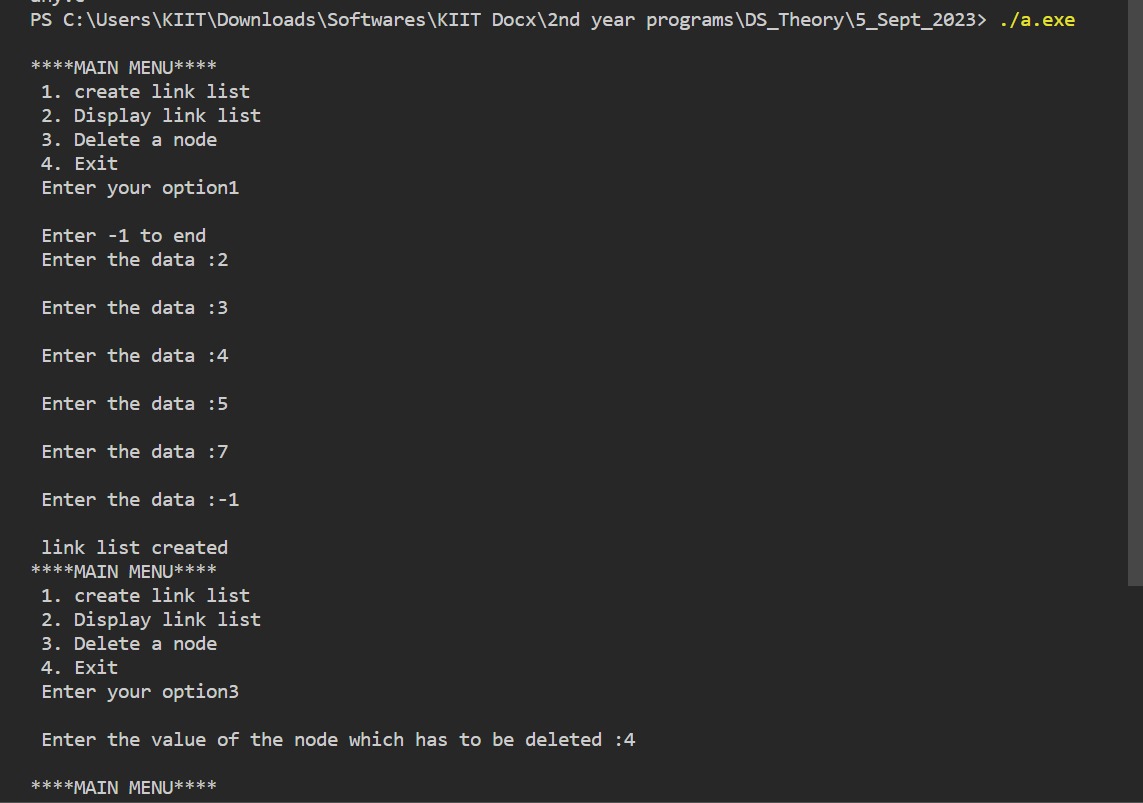 PS C:\Users\KIIT\Downloads\Softwares\KIIT Docx\2nd year programs\DS_Theory\5_Sept_2023> ./a.exe
****MAIN MENU****
1. create link list
2. Display link list
3. Delete a node
4. Exit
Enter your option1
Enter -1 to end
Enter the data :2
Enter the data :3
Enter the data :4
Enter the data :5
Enter the data :7
Enter the data :-1
link list created
****MAIN MENU****
1. create link list
2. Display link list
3. Delete a node
4. Exit
Enter your option3
Enter the value of the node which has to be deleted :4
****MAIN MENU****